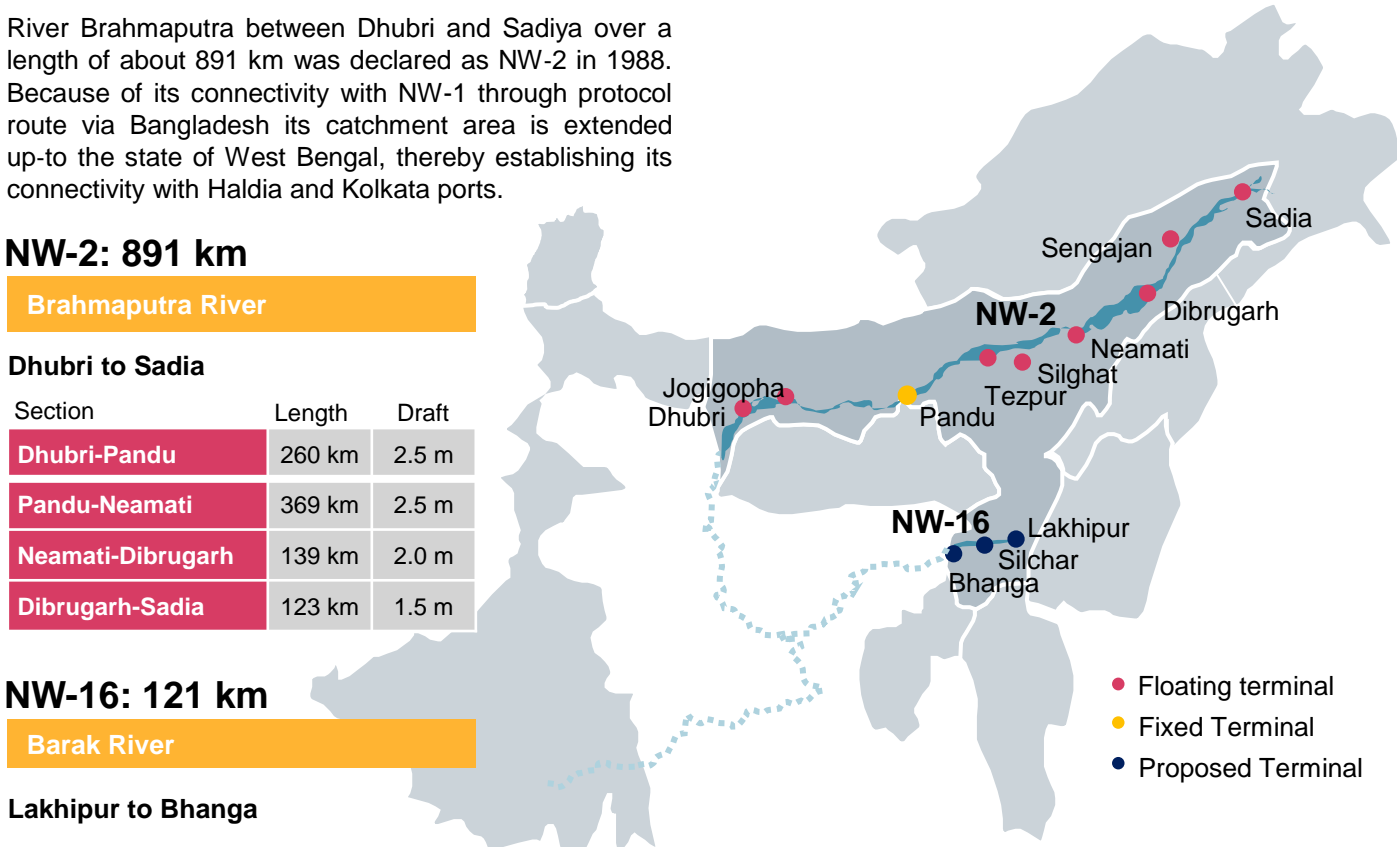 River Brahmaputra between Dhubri and Sadiya over a
length of about 891 km was declared as NW-2 in 1988.
Because of its connectivity with NW-1 through protocol
route via Bangladesh its catchment area is extended
up-to the state of West Bengal, thereby establishing its
connectivity with Haldia and Kolkata ports.
NW-2: 891 km
Brahmaputra River
Dhubri to Sadia
Section Length Draft
Dhubri-Pandu 260 km 2.5 m
Pandu-Neamati 369 km 2.5 m
Neamati-Dibrugarh 139 km 2.0 m
Dibrugarh-Sadia 123 km 1.5 m
NW-16: 121 km
Barak River
Lakhipur to Bhanga
Sadia
Sengajan
Dibrugarh
NW-2
Neamati
Silghat
Tezpur
Jogigopha
Dhubri
Pandu
NW-16
Lakhipur
Silchar
Bhanga
Floating terminal
Fixed Terminal
Proposed Terminal